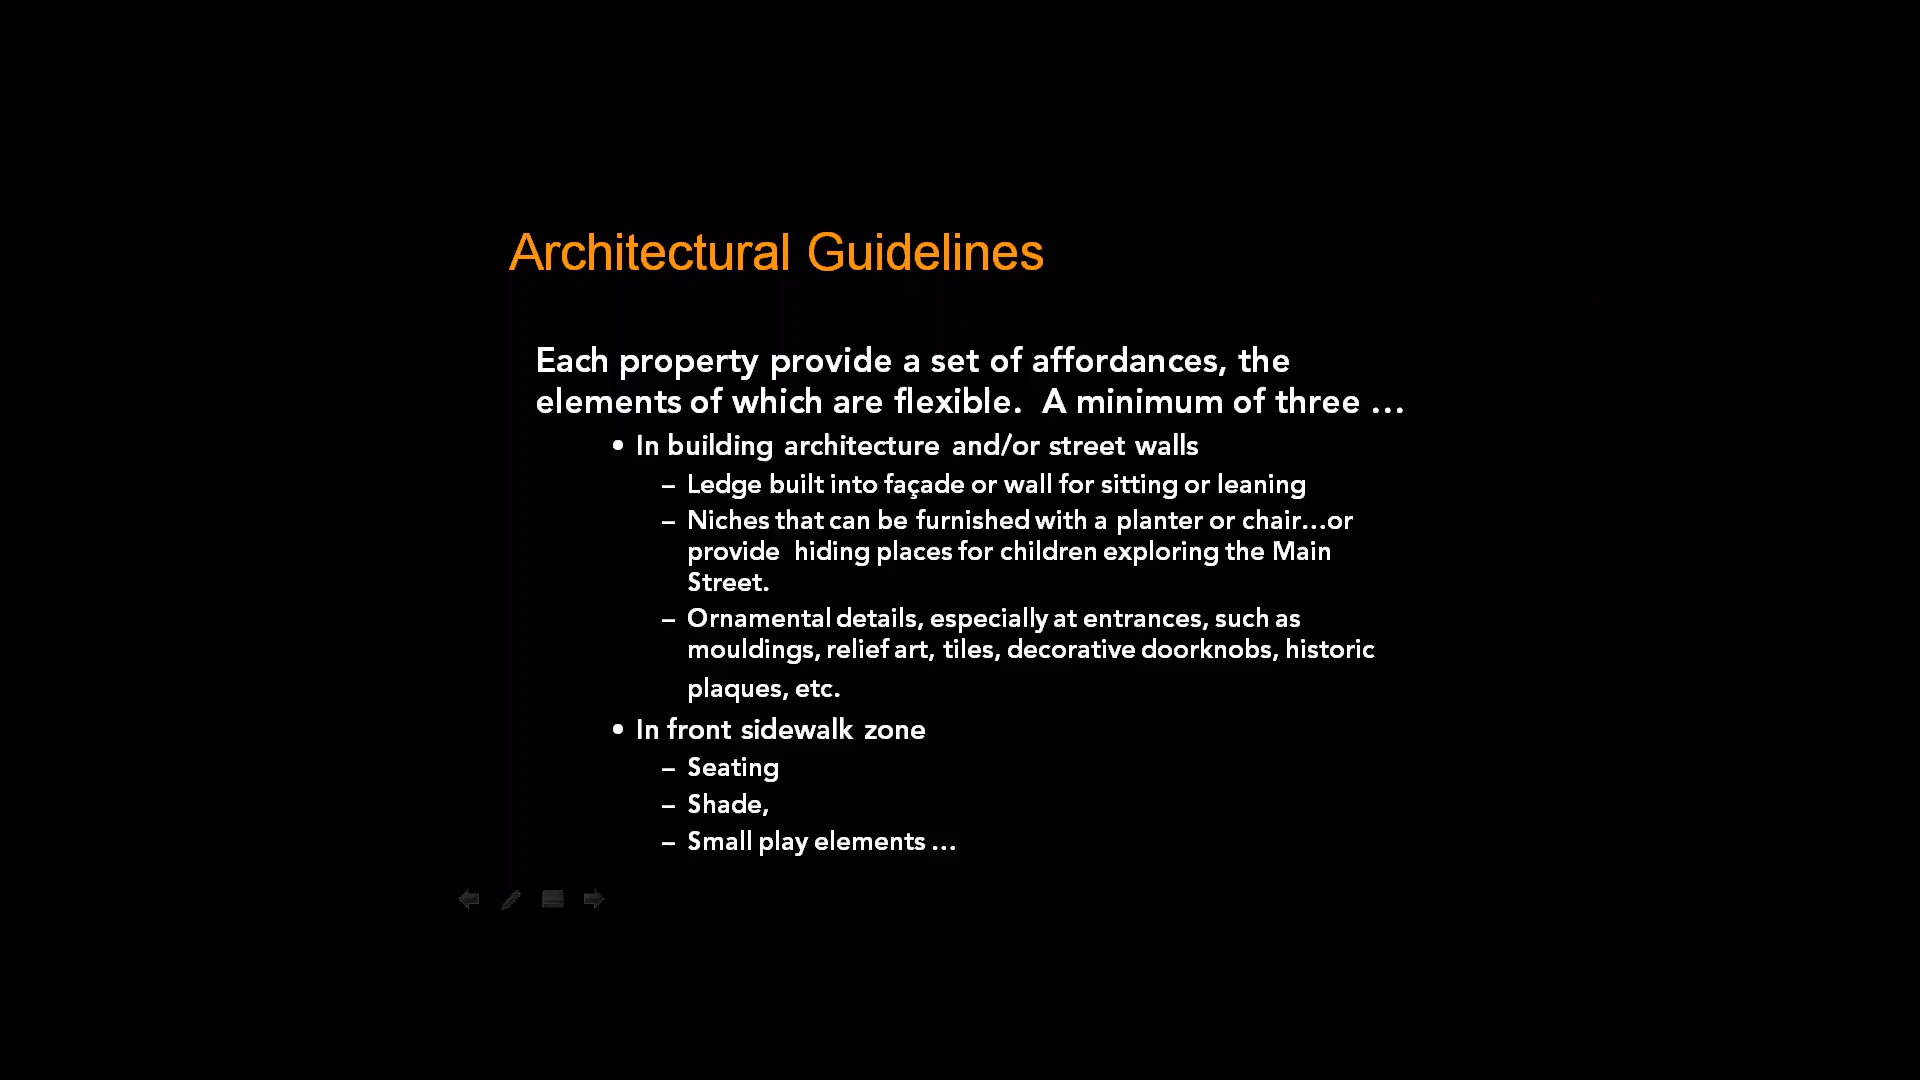 Architectural Guidelines
Each property provide a set of affordances, the
elements of which are flexible.  A minimum of three …
• In building architecture and/or street walls
– Ledge built into façade or wall for sitting or leaning
– Niches that can be furnished with a planter or chair…or
provide  hiding places for children exploring the Main
Street.
– Ornamental details, especially at entrances, such as
mouldings, relief art, tiles, decorative doorknobs, historic
plaques, etc.
• In front sidewalk zone
– Seating
– Shade,
– Small play elements …